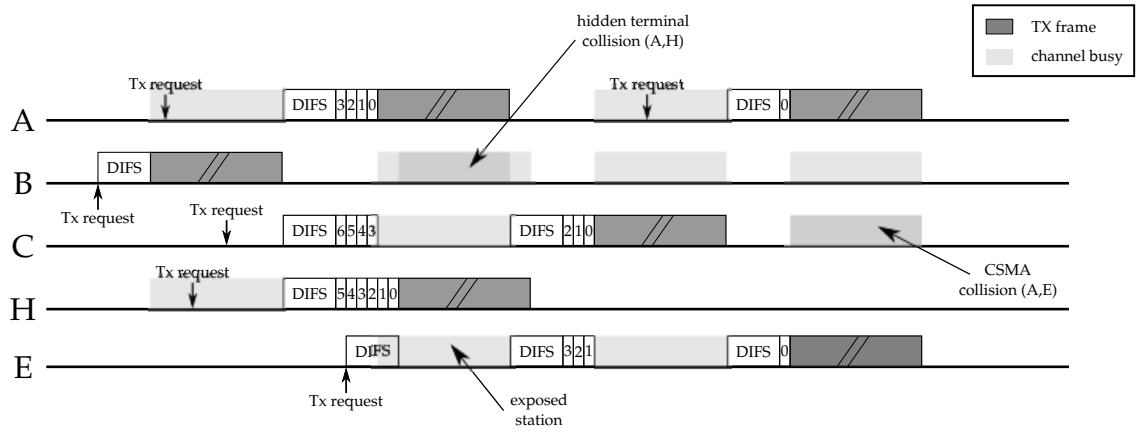 hidden terminal
collision (A,H)
TX frame
channel busy
Tx request
Tx request
A
DIFS 3 2 1 0
DIFS 0
B
DIFS
Tx request
Tx request
C
DIFS 6 5 4 3
DIFS 2 1 0
CSMA
collision (A,E)
Tx request
H
DIFS 5 4 3 2 1 0
E
DIFS
DIFS 3 2 1
DIFS 0
Tx request
exposed
station